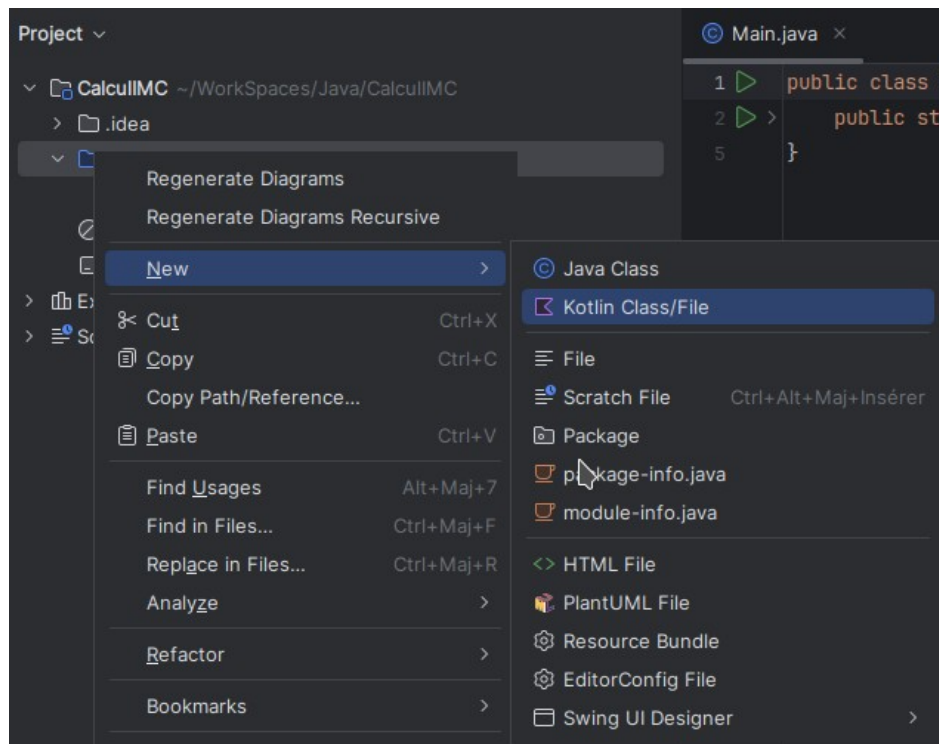 Project
Main.java
CalculIMC ~/WorkSpaces/Java/CalculIMC
.idea
1 public class
2 public st
5 }
Regenerate Diagrams
Regenerate Diagrams Recursive
New
Cut Ctrl+X
Copy Ctrl+C
Copy Path/Reference...
Paste Ctrl+V
Find Usages Alt+Maj+7
Find in Files... Ctrl+Maj+F
Replace in Files... Ctrl+Maj+R
Analyze
Refactor
Bookmarks
Java Class
Kotlin Class/File
File
Scratch File Ctrl+Alt+Maj+Insérer
Package
package-info.java
module-info.java
HTML File
PlantUML File
Resource Bundle
EditorConfig File
Swing UI Designer